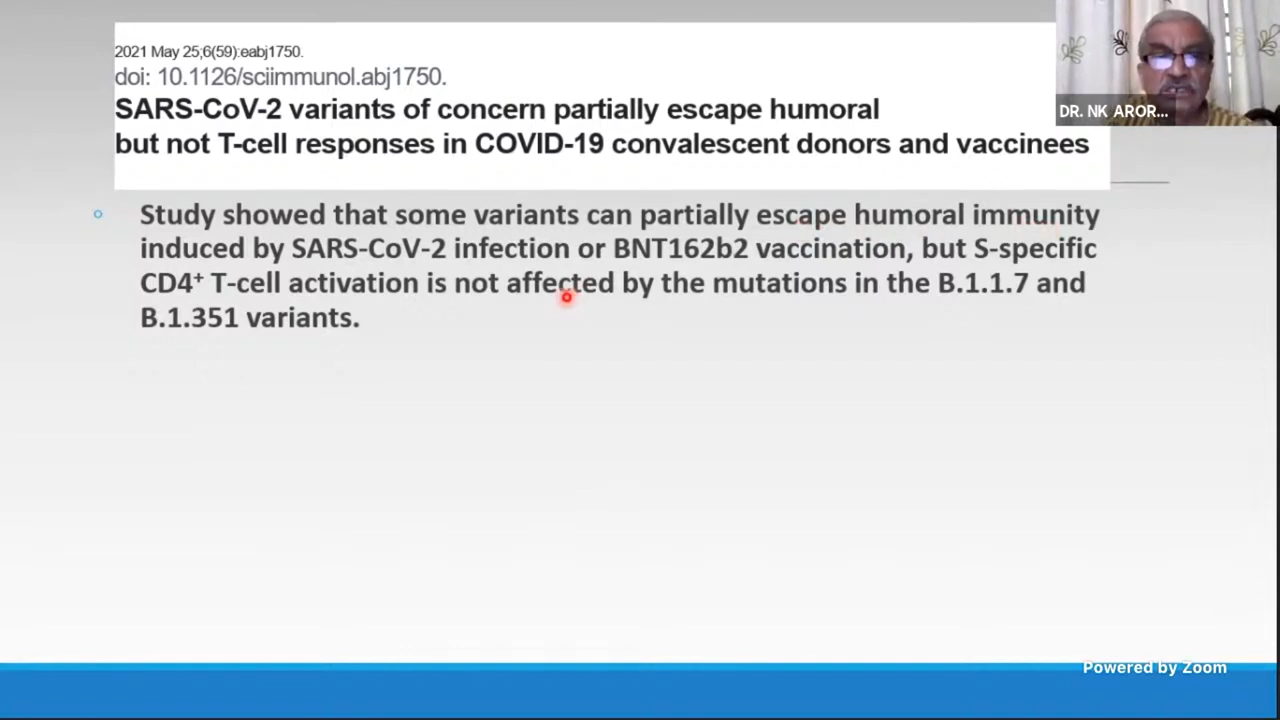 2021 May 25;6(59):eabj1750.
doi: 10.1126/sciimmunol.abj1750.
SARS-CoV-2 variants of concern partially escape humoral
but not T-cell responses in COVID-19 convalescent donors and vaccinees
DR. NK AROR...
Study showed that some variants can partially escape humoral immunity
induced by SARS-CoV-2 infection or BNT162b2 vaccination, but S-specific
CD4⁺ T-cell activation is not affected by the mutations in the B.1.1.7 and
B.1.351 variants.
Powered by Zoom